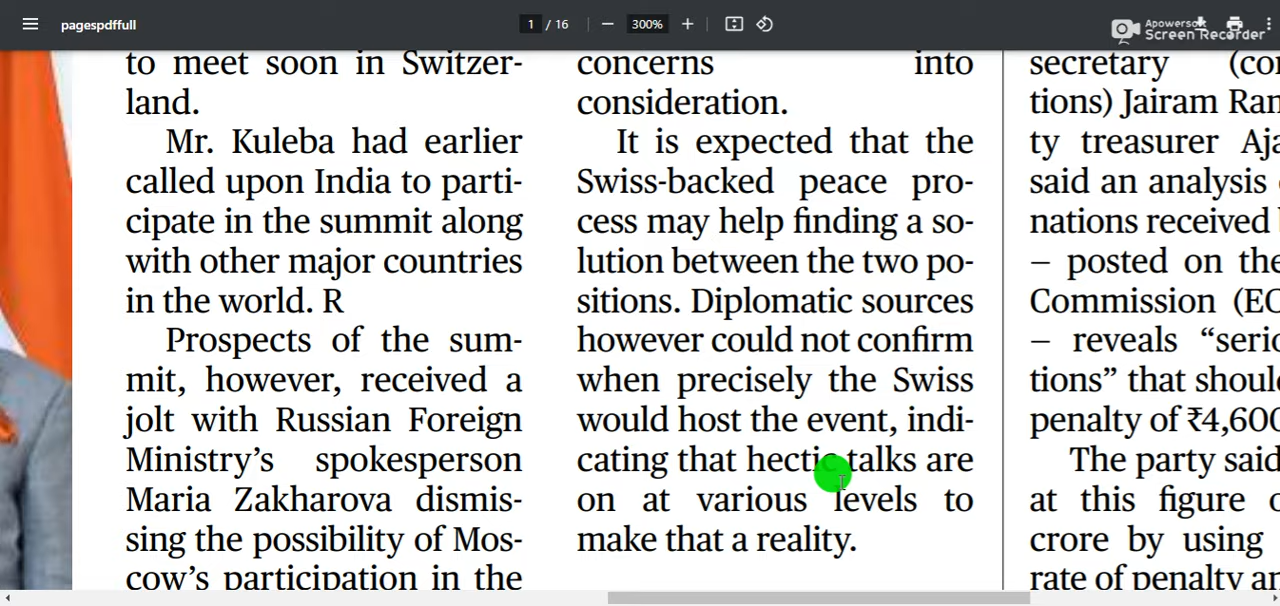 pagespdffull
1 / 16
300%
Apowersoft
Screen Recorder
to meet soon in Switzer-
land.
Mr. Kuleba had earlier
called upon India to parti-
cipate in the summit along
with other major countries
in the world. R
Prospects of the sum-
mit, however, received a
jolt with Russian Foreign
Ministry’s spokesperson
Maria Zakharova dismis-
sing the possibility of Mos-
cow’s participation in the
concerns into
consideration.
It is expected that the
Swiss-backed peace pro-
cess may help finding a so-
lution between the two po-
sitions. Diplomatic sources
however could not confirm
when precisely the Swiss
would host the event, indi-
cating that hectic talks are
on at various levels to
make that a reality.
secretary
tions) Jairam
ty treasurer
said an analysis
nations received
– posted on the
Commission
– reveals
tions” that
penalty of
The party said
at this figure
crore by using
rate of penalty